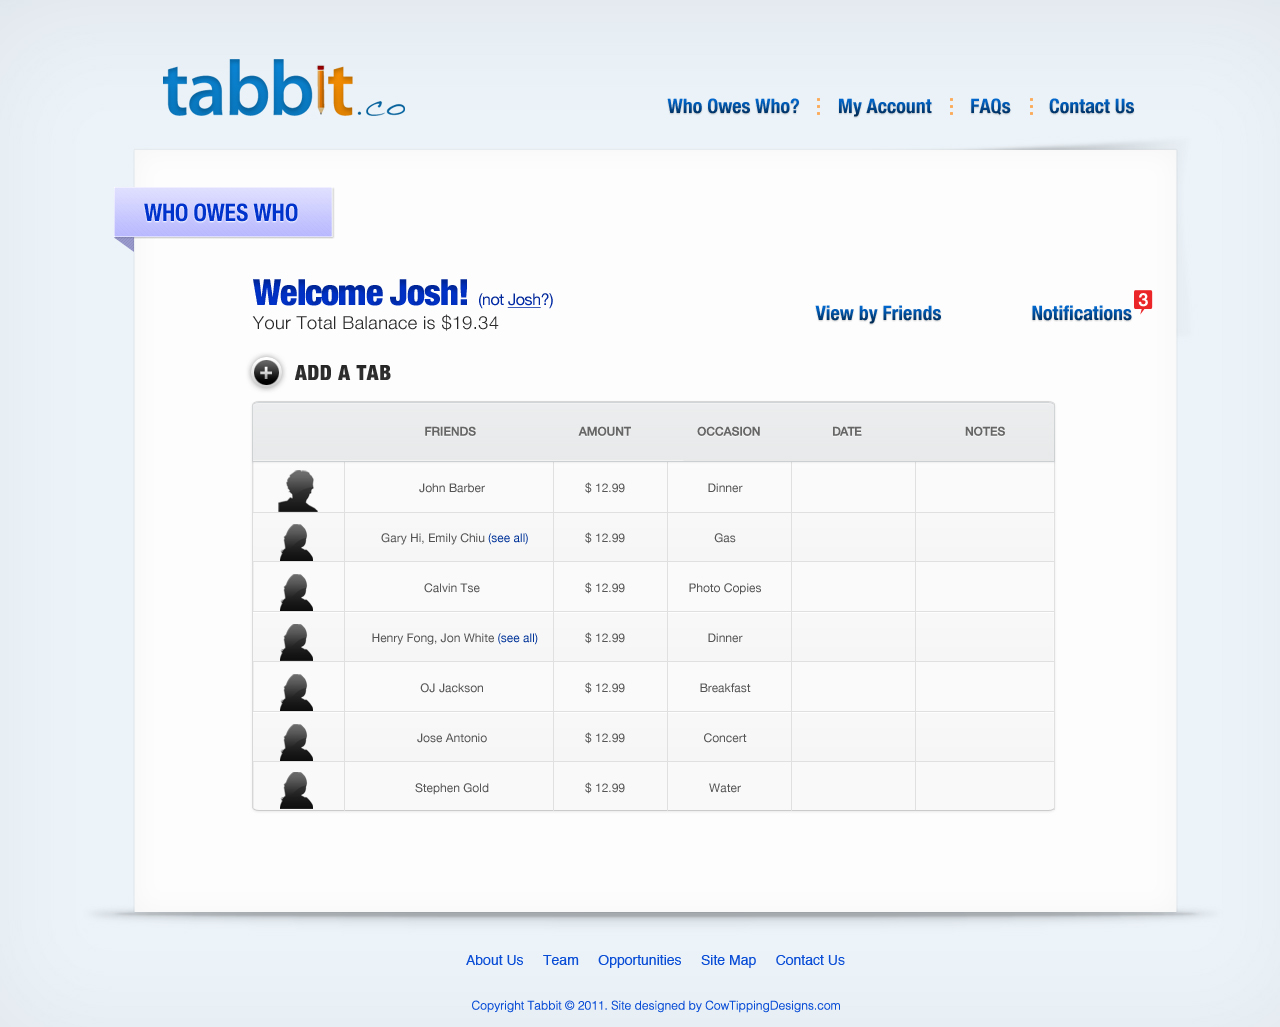 tabbit.co
Who Owes Who? My Account FAQs Contact Us
WHO OWES WHO
Welcome Josh! (not Josh?)
Your Total Balanace is $19.34
View by Friends Notifications 3
ADD A TAB
FRIENDS AMOUNT OCCASION DATE NOTES
John Barber $ 12.99 Dinner
Gary Hi, Emily Chiu (see all) $ 12.99 Gas
Calvin Tse $ 12.99 Photo Copies
Henry Fong, Jon White (see all) $ 12.99 Dinner
OJ Jackson $ 12.99 Breakfast
Jose Antonio $ 12.99 Concert
Stephen Gold $ 12.99 Water
About Us Team Opportunities Site Map Contact Us
Copyright Tabbit © 2011. Site designed by CowTippingDesigns.com